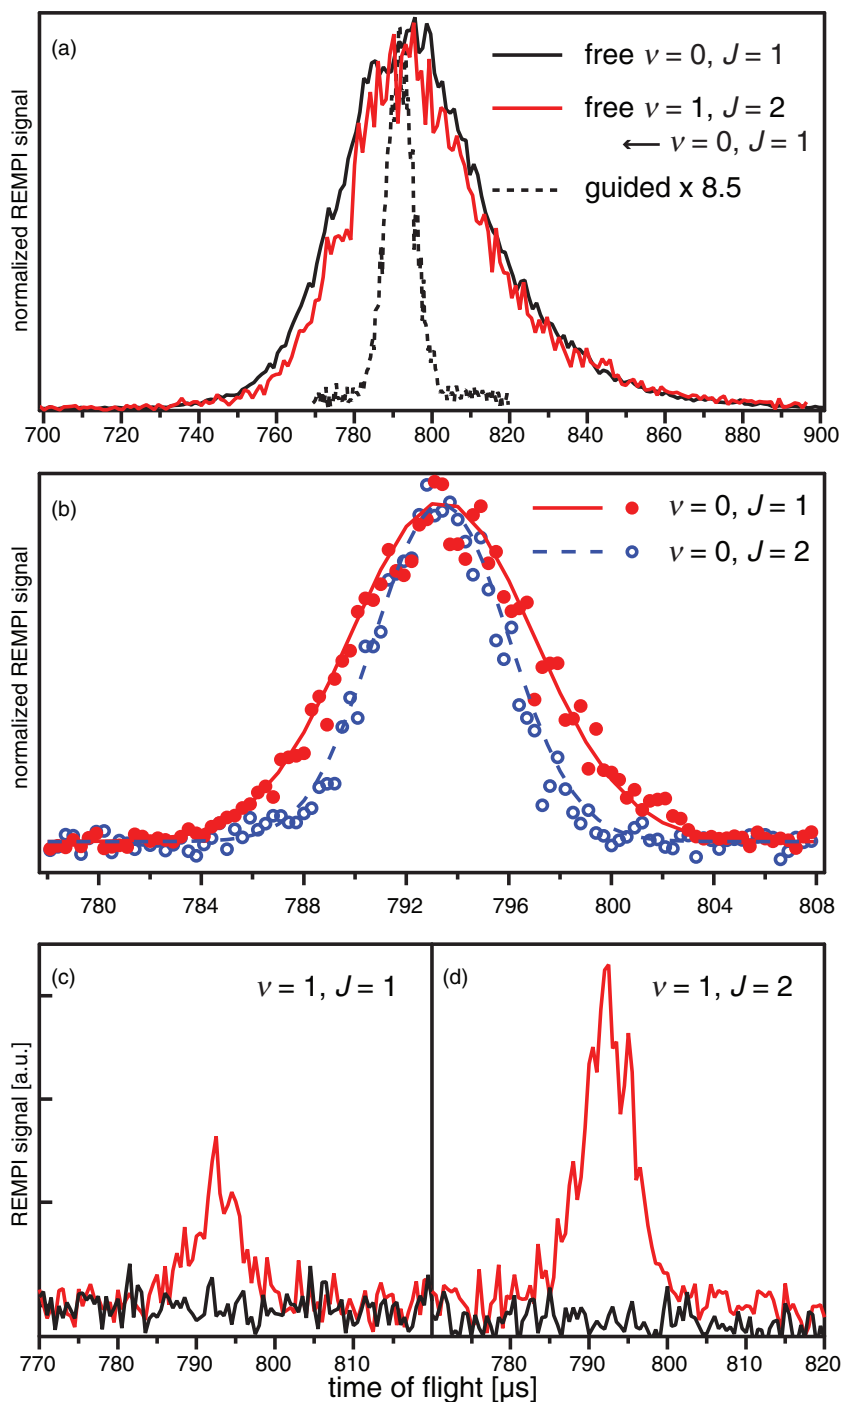 (a)
free ν = 0, J = 1
free ν = 1, J = 2
← ν = 0, J = 1
guided x 8.5
normalized REMPI signal
700 720 740 760 780 800 820 840 860 880 900
(b)
ν = 0, J = 1
ν = 0, J = 2
normalized REMPI signal
780 784 788 792 796 800 804 808
(c) ν = 1, J = 1
(d) ν = 1, J = 2
REMPI signal [a.u.]
770 780 790 800 810 780 790 800 810 820
time of flight [µs]